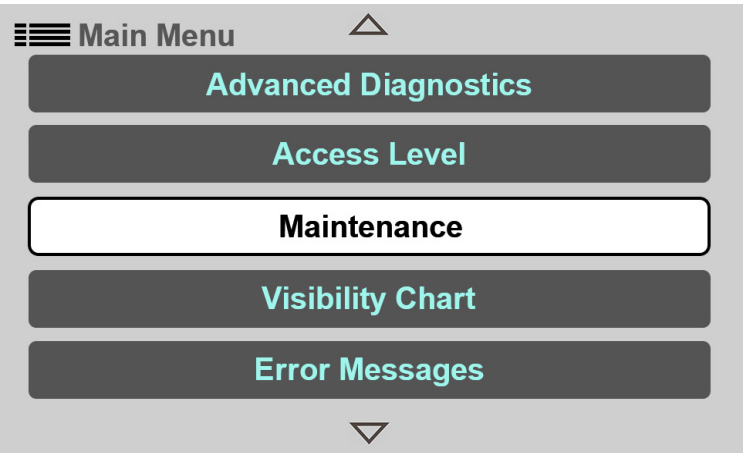 Main Menu
Advanced Diagnostics
Access Level
Maintenance
Visibility Chart
Error Messages